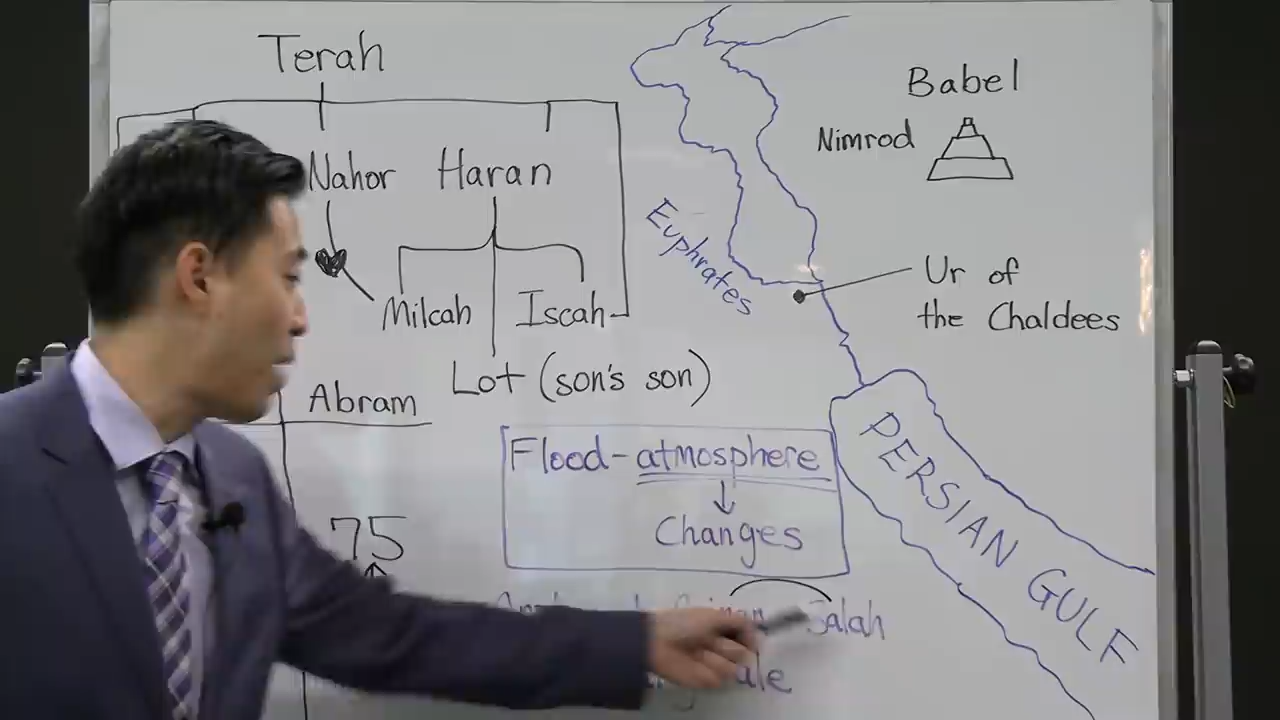 Terah
Babel
Nimrod
Nahor Haran
Euphrates
Ur of
the Chaldees
Milcah Iscah
Lot (son's son)
Abram
Flood-atmosphere
Changes
PERSIAN GULF
75
Salah